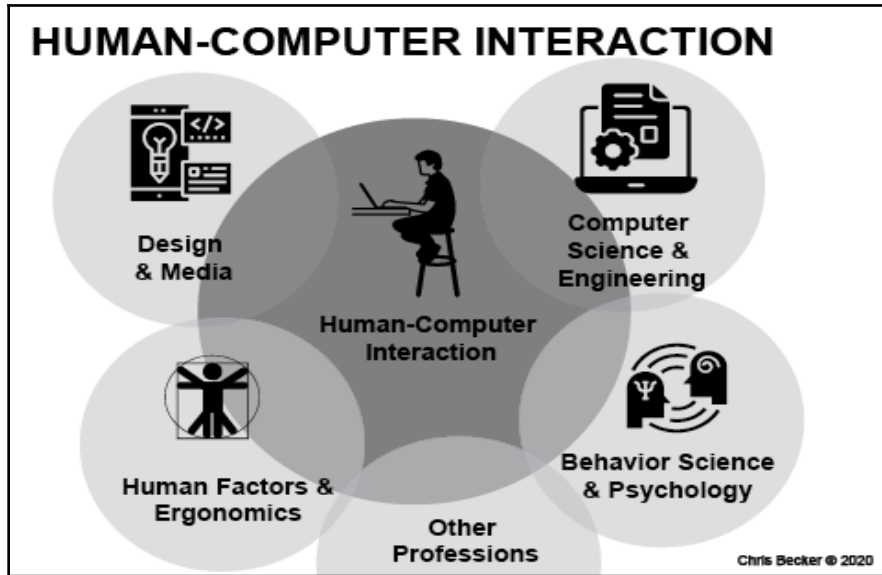 HUMAN-COMPUTER INTERACTION
</>
Design
& Media
Computer
Science &
Engineering
Human-Computer
Interaction
Ψ
Human Factors &
Ergonomics
Behavior Science
& Psychology
Other
Professions
Chris Becker © 2020